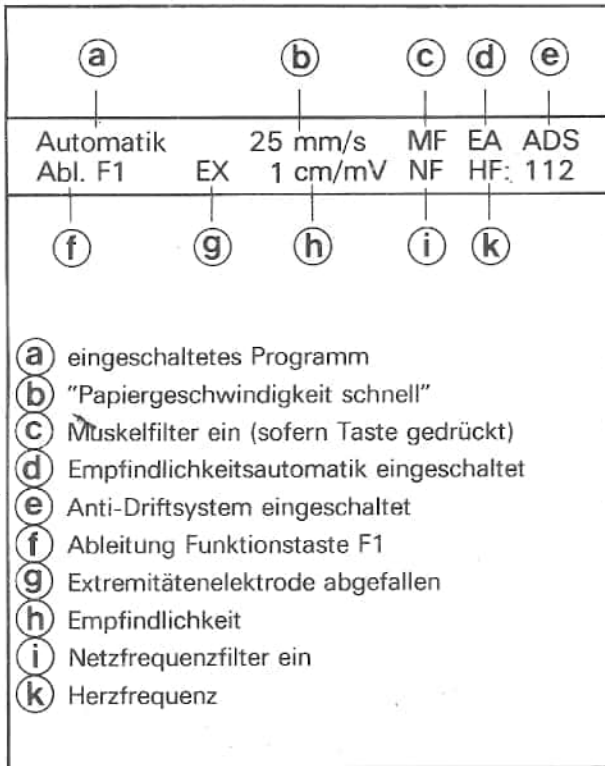 a b c d e
Automatik 25 mm/s MF EA ADS
Abl. F1 EX 1 cm/mV NF HF: 112
f g h i k
a eingeschaltetes Programm
b "Papiergeschwindigkeit schnell"
c Muskelfilter ein (sofern Taste gedrückt)
d Empfindlichkeitsautomatik eingeschaltet
e Anti-Driftsystem eingeschaltet
f Ableitung Funktionstaste F1
g Extremitätenelektrode abgefallen
h Empfindlichkeit
i Netzfrequenzfilter ein
k Herzfrequenz